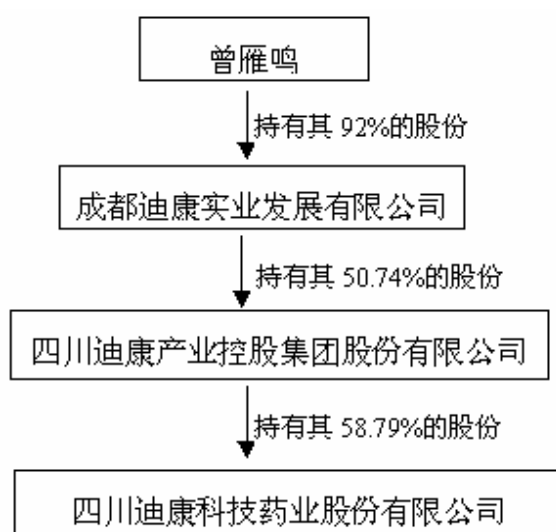 曾雁鸣
持有其 92%的股份
成都迪康实业发展有限公司
持有其 50.74%的股份
四川迪康产业控股集团股份有限公司
持有其 58.79%的股份
四川迪康科技药业股份有限公司